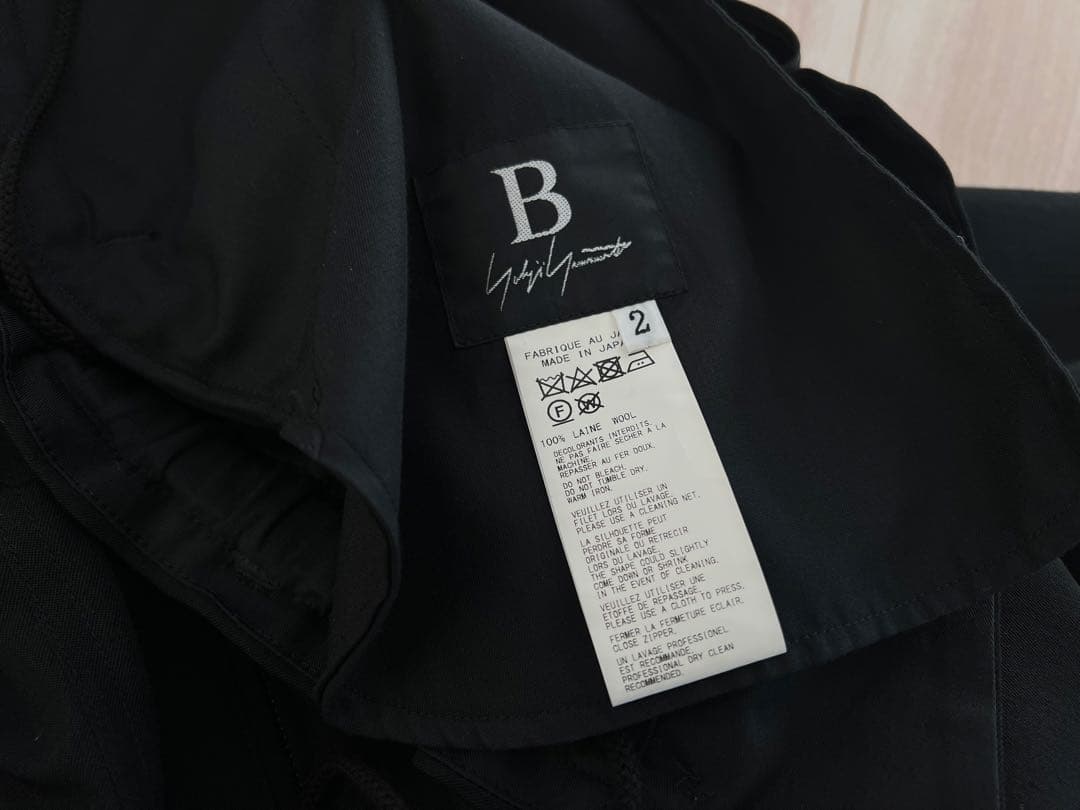 B
Yohji Yamamoto
2
FABRIQUE AU JA
MADE IN JAPA
F
W
100% LAINE WOOL
DECOLORANTS INTERDITS.
NE PAS FAIRE SECHER A LA
MACHINE.
REPASSER AU FER DOUX.
DO NOT BLEACH.
DO NOT TUMBLE DRY.
WARM IRON.
VEUILLEZ UTILISER UN
FILET LORS DU LAVAGE.
PLEASE USE A CLEANING NET.
LA SILHOUETTE PEUT
PERDRE SA FORME
ORIGINALE OU RETRECIR
LORS DU LAVAGE.
THE SHAPE COULD SLIGHTLY
COME DOWN OR SHRINK
IN THE EVENT OF CLEANING.
VEUILLEZ UTILISER UNE
ETOFFE DE REPASSAGE.
PLEASE USE A CLOTH TO PRESS.
FERMER LA FERMETURE ECLAIR.
CLOSE ZIPPER.
UN LAVAGE PROFESSIONEL
EST RECOMMANDE.
PROFESSIONAL DRY CLEAN
RECOMMENDED.